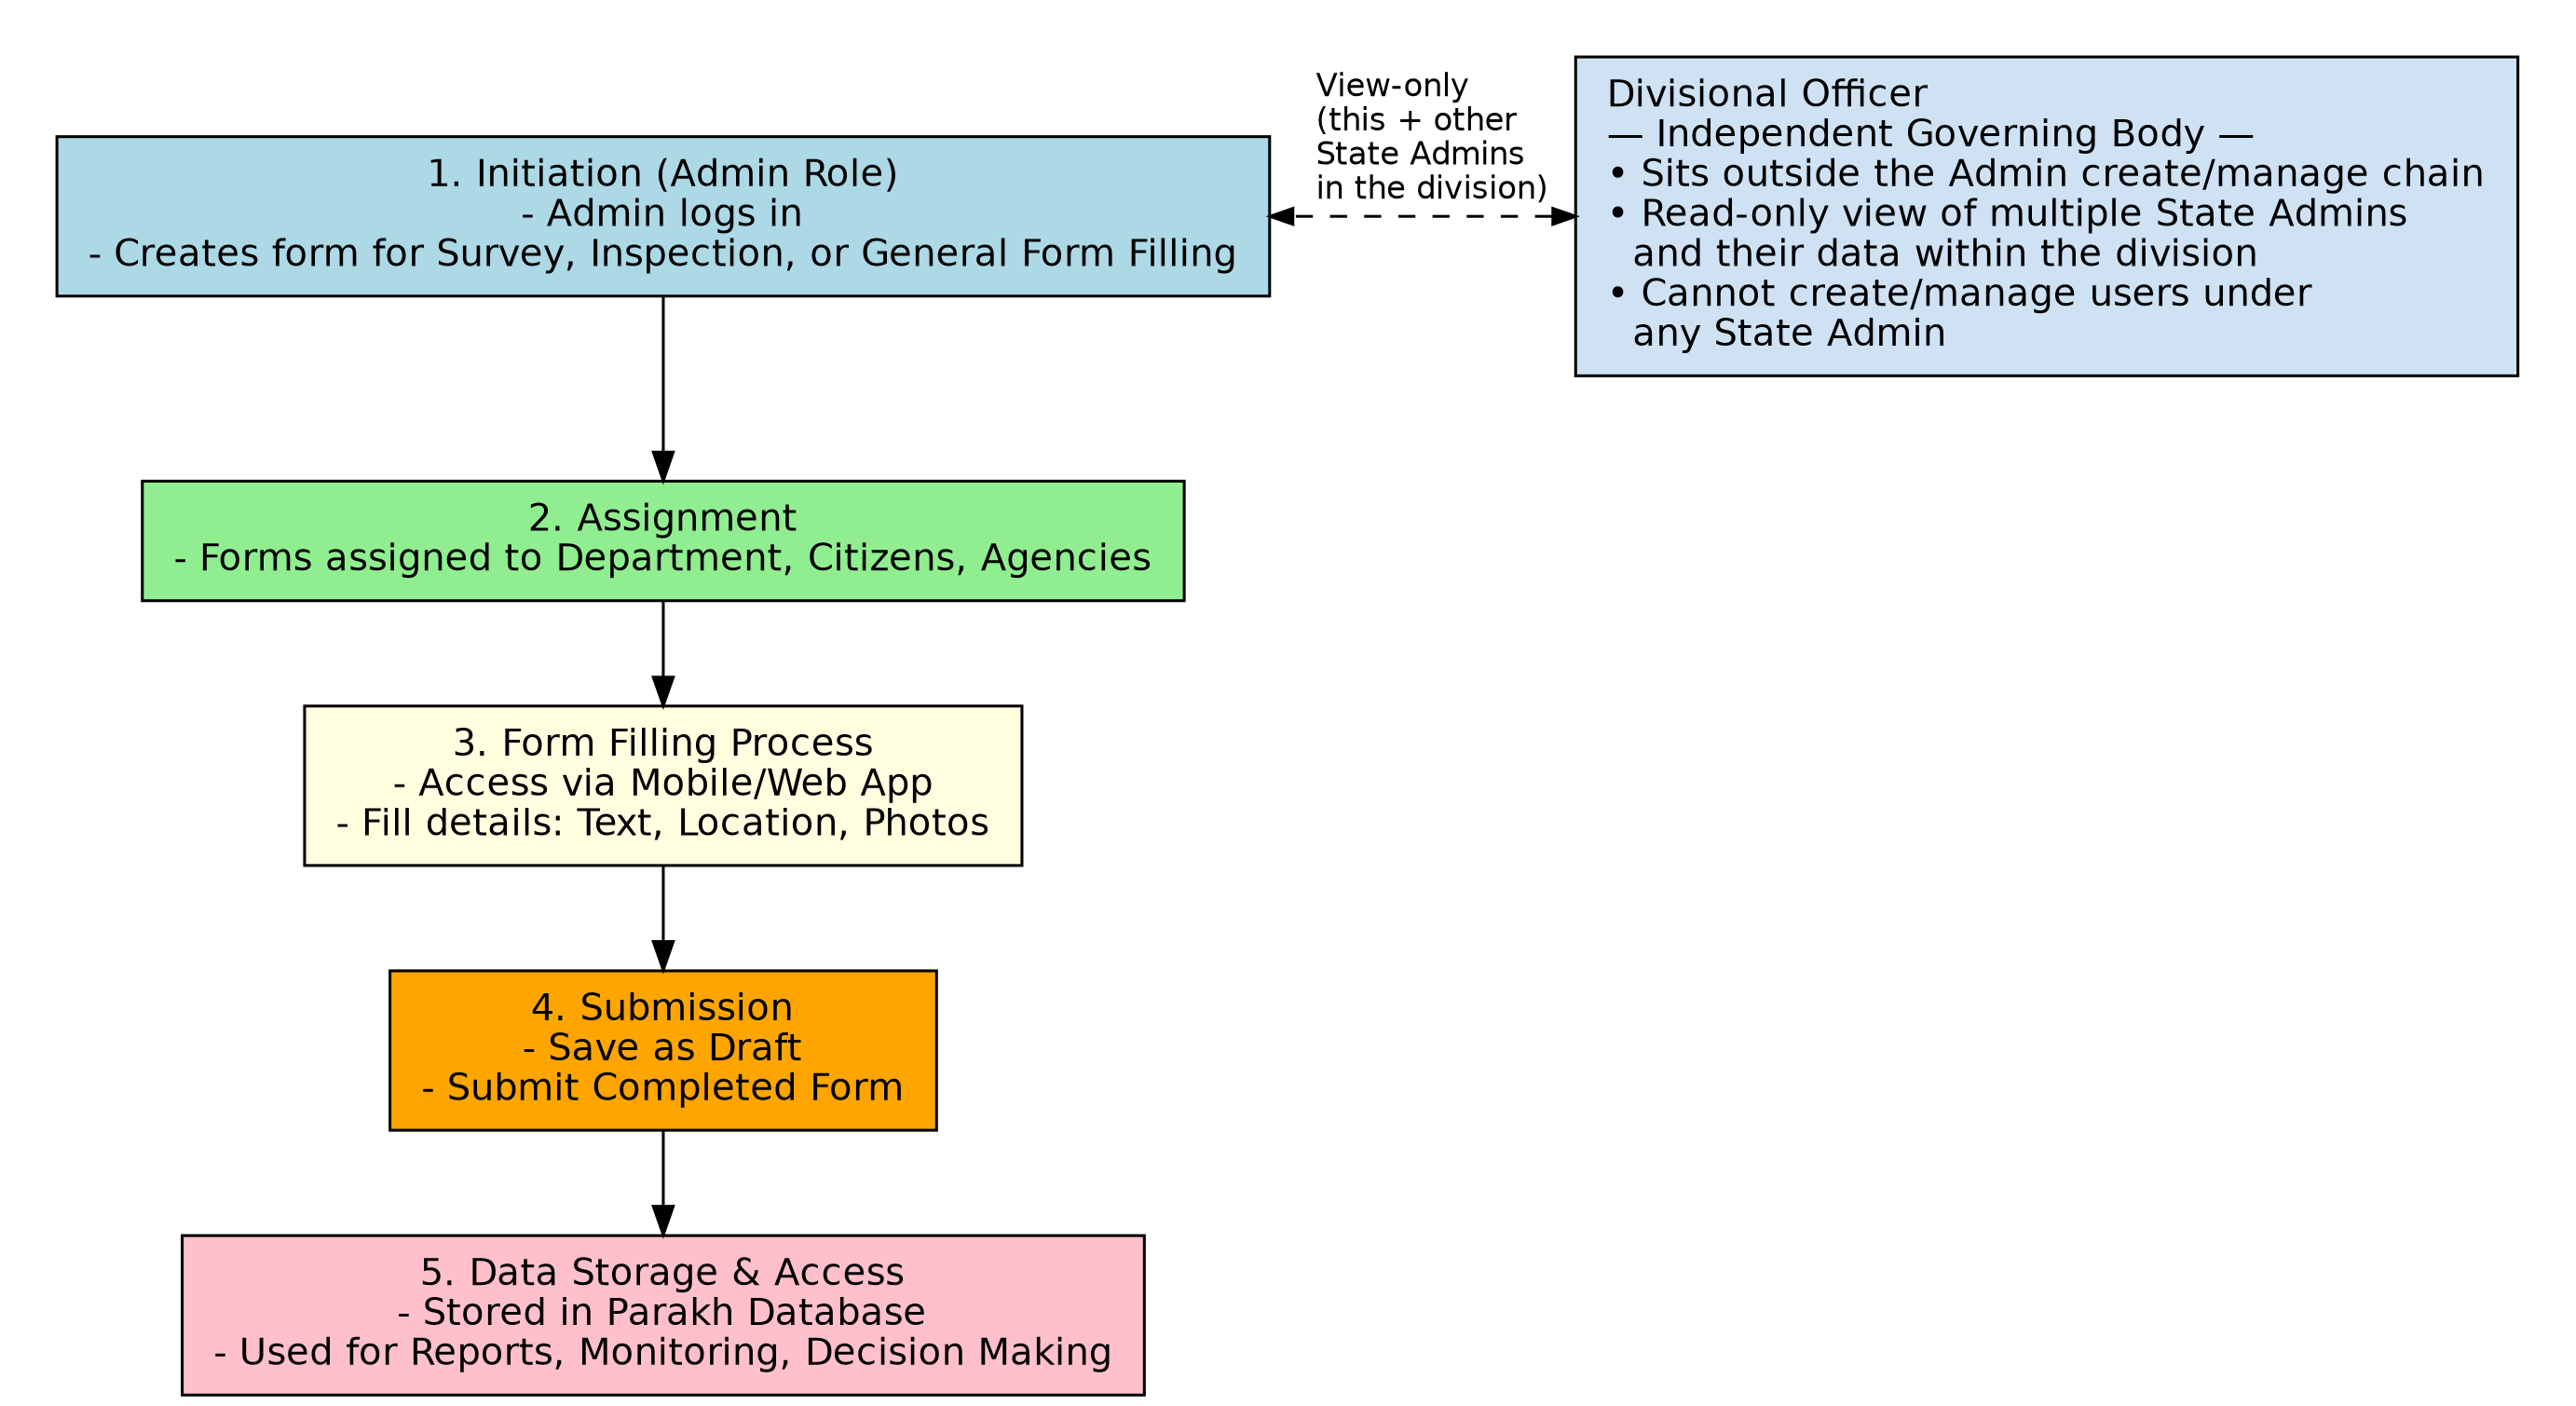 1. Initiation (Admin Role)
- Admin logs in
- Creates form for Survey, Inspection, or General Form Filling
View-only
(this + other
State Admins
in the division)
Divisional Officer
— Independent Governing Body —
• Sits outside the Admin create/manage chain
• Read-only view of multiple State Admins
and their data within the division
• Cannot create/manage users under
any State Admin
2. Assignment
- Forms assigned to Department, Citizens, Agencies
3. Form Filling Process
- Access via Mobile/Web App
- Fill details: Text, Location, Photos
4. Submission
- Save as Draft
- Submit Completed Form
5. Data Storage & Access
- Stored in Parakh Database
- Used for Reports, Monitoring, Decision Making